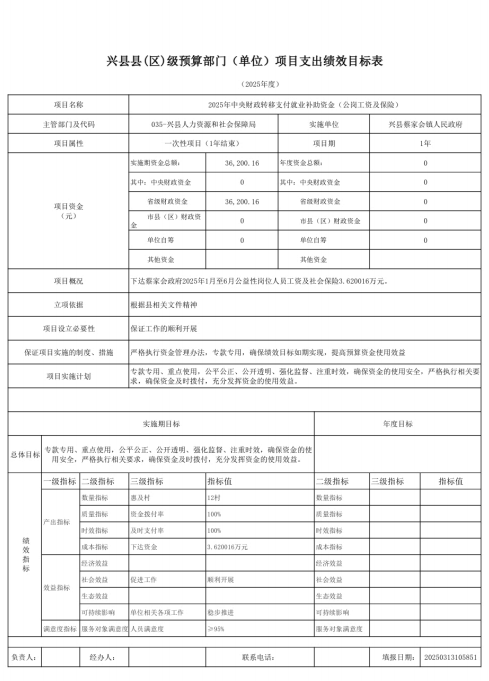 兴县县(区)级预算部门（单位）项目支出绩效目标表
（2025年度）
项目名称 2025年中央财政转移支付就业补助资金（公岗工资及保险）
主管部门及代码 035-兴县人力资源和社会保障局 实施单位 兴县蔡家会镇人民政府
项目属性 一次性项目（1年结束） 项目期 1年
项目资金（元） 实施期资金总额： 36,200.16 年度资金总额： 0
其中：中央财政资金 0 其中：中央财政资金 0
省级财政资金 36,200.16 省级财政资金 0
市县（区）财政资金 0 市县（区）财政资金 0
单位自筹 0 单位自筹 0
其他资金 其他资金
项目概况 下达蔡家会政府2025年1月至6月公益性岗位人员工资及社会保险3.620016万元。
立项依据 根据县相关文件精神
项目设立必要性 保证工作的顺利开展
保证项目实施的制度、措施 严格执行资金管理办法，专款专用，确保绩效目标如期实现，提高预算资金使用效益
项目实施计划 专款专用、重点使用，公平公正、公开透明、强化监督、注重时效，确保资金的使用安全，严格执行相关要
求，确保资金及时拨付，充分发挥资金的使用效益。
实施期目标 年度目标
总体目标 专款专用、重点使用，公平公正、公开透明、强化监督、注重时效，确保资金的使
用安全，严格执行相关要求，确保资金及时拨付，充分发挥资金的使用效益。
绩效指标 一级指标 二级指标 三级指标 指标值 二级指标 三级指标 指标值
产出指标 数量指标 惠及村 12村 数量指标
质量指标 资金拨付率 100% 质量指标
时效指标 及时支付率 100% 时效指标
成本指标 下达资金 3.620016万元 成本指标
效益指标 经济效益 经济效益
社会效益 促进工作 顺利开展 社会效益
生态效益 生态效益
可持续影响 单位相关各项工作 稳步推进 可持续影响
满意度指标 服务对象满意度 人员满意度 ≥95% 服务对象满意度
负责人： 经办人： 联系电话： 填报日期： 20250313105851